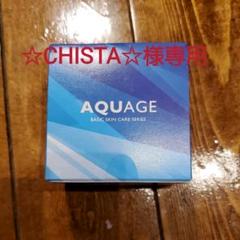 ☆CHISTA☆様専用
AQUAGE
BASIC SKIN CARE SERIES